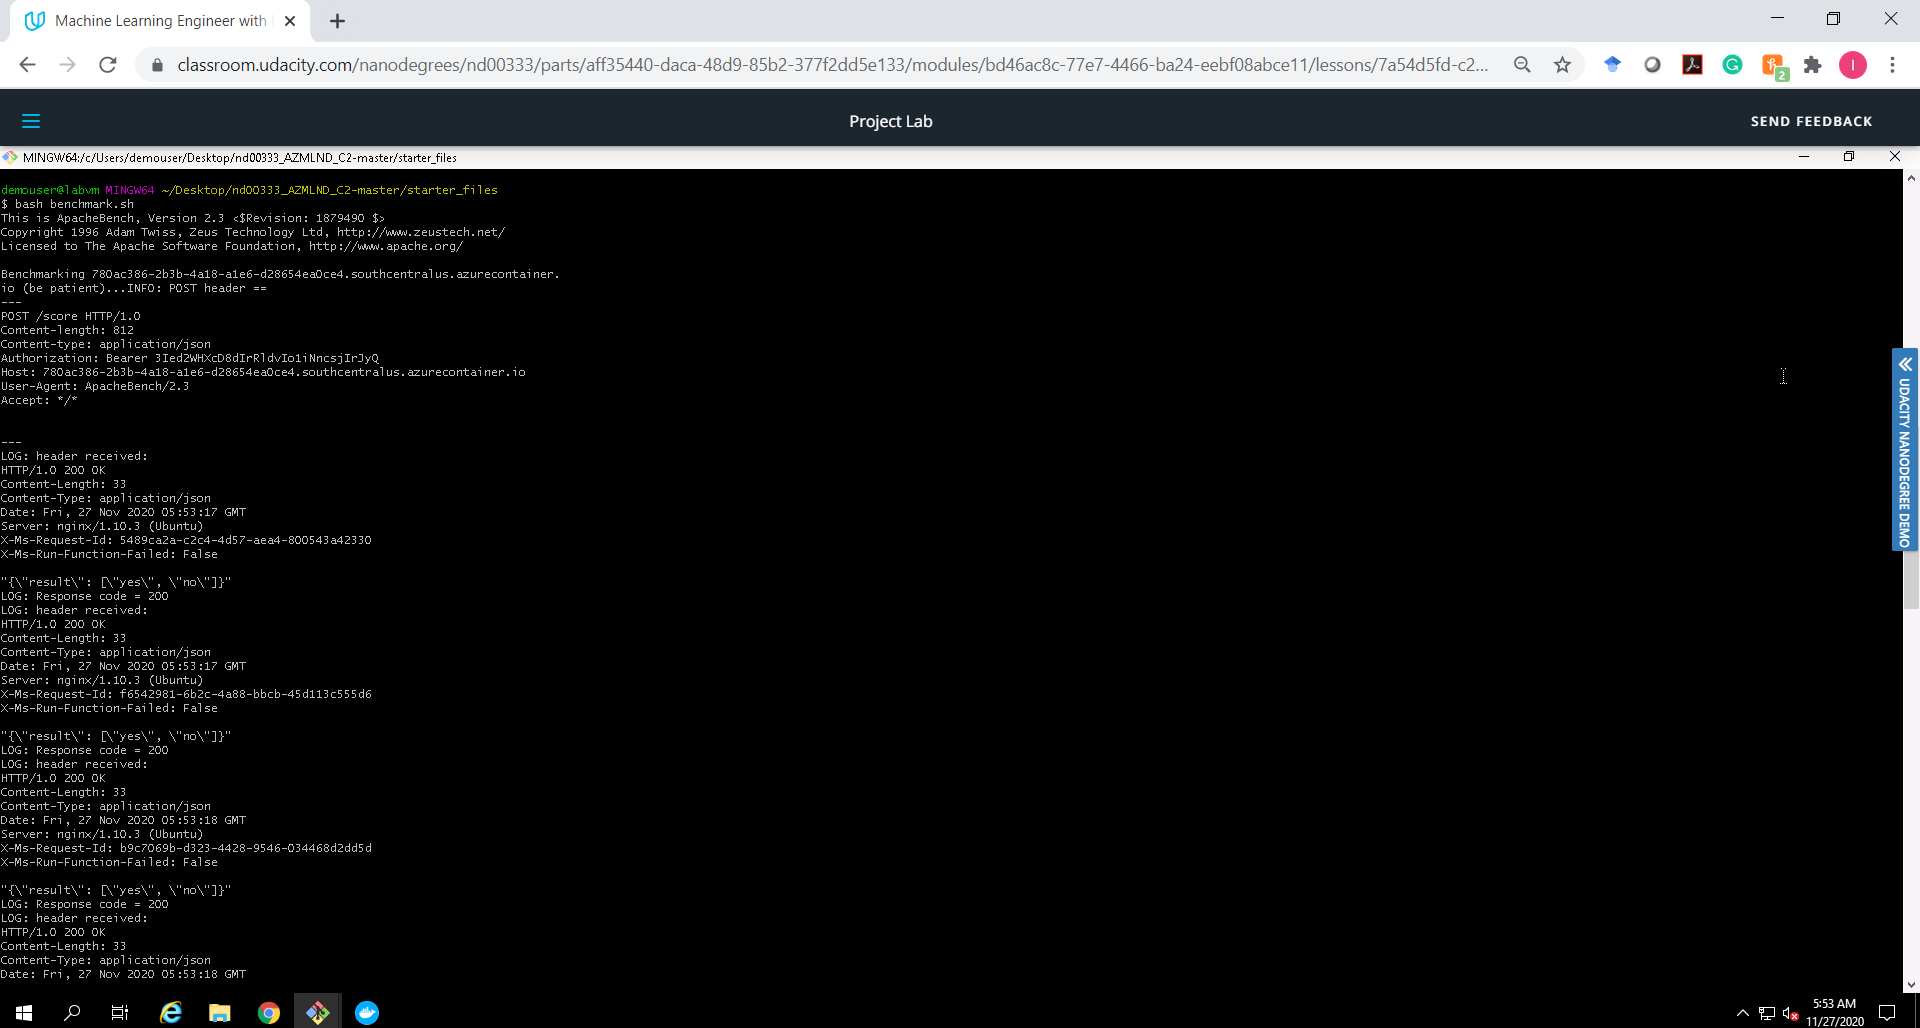 Machine Learning Engineer with
classroom.udacity.com/nanodegrees/nd00333/parts/aff35440-daca-48d9-85b2-377f2dd5e133/modules/bd46ac8c-77e7-4466-ba24-eebf08abce11/lessons/7a54d5fd-c2...
2
I
Project Lab
SEND FEEDBACK
MINGW64:/c/Users/demouser/Desktop/nd00333_AZMLND_C2-master/starter_files
demouser@labvm MINGW64 ~/Desktop/nd00333_AZMLND_C2-master/starter_files
$ bash benchmark.sh
This is ApacheBench, Version 2.3 <$Revision: 1879490 $>
Copyright 1996 Adam Twiss, Zeus Technology Ltd, http://www.zeustech.net/
Licensed to The Apache Software Foundation, http://www.apache.org/
Benchmarking 780ac386-2b3b-4a18-a1e6-d28654ea0ce4.southcentralus.azurecontainer.
io (be patient)...INFO: POST header ==
---
POST /score HTTP/1.0
Content-length: 812
Content-type: application/json
Authorization: Bearer 3Ied2WHXcD8dIrRldvIo1iNncsjIrJyQ
Host: 780ac386-2b3b-4a18-a1e6-d28654ea0ce4.southcentralus.azurecontainer.io
User-Agent: ApacheBench/2.3
Accept: */*
---
LOG: header received:
HTTP/1.0 200 OK
Content-Length: 33
Content-Type: application/json
Date: Fri, 27 Nov 2020 05:53:17 GMT
Server: nginx/1.10.3 (Ubuntu)
X-Ms-Request-Id: 5489ca2a-c2c4-4d57-aea4-800543a42330
X-Ms-Run-Function-Failed: False
"{\"result\": [\"yes\", \"no\"]}"
LOG: Response code = 200
LOG: header received:
HTTP/1.0 200 OK
Content-Length: 33
Content-Type: application/json
Date: Fri, 27 Nov 2020 05:53:17 GMT
Server: nginx/1.10.3 (Ubuntu)
X-Ms-Request-Id: f6542981-6b2c-4a88-bbcb-45d113c555d6
X-Ms-Run-Function-Failed: False
"{\"result\": [\"yes\", \"no\"]}"
LOG: Response code = 200
LOG: header received:
HTTP/1.0 200 OK
Content-Length: 33
Content-Type: application/json
Date: Fri, 27 Nov 2020 05:53:18 GMT
Server: nginx/1.10.3 (Ubuntu)
X-Ms-Request-Id: b9c7069b-d323-4428-9546-034468d2dd5d
X-Ms-Run-Function-Failed: False
"{\"result\": [\"yes\", \"no\"]}"
LOG: Response code = 200
LOG: header received:
HTTP/1.0 200 OK
Content-Length: 33
Content-Type: application/json
Date: Fri, 27 Nov 2020 05:53:18 GMT
UDACITY NANODEGREE DEMO
5:53 AM
11/27/2020